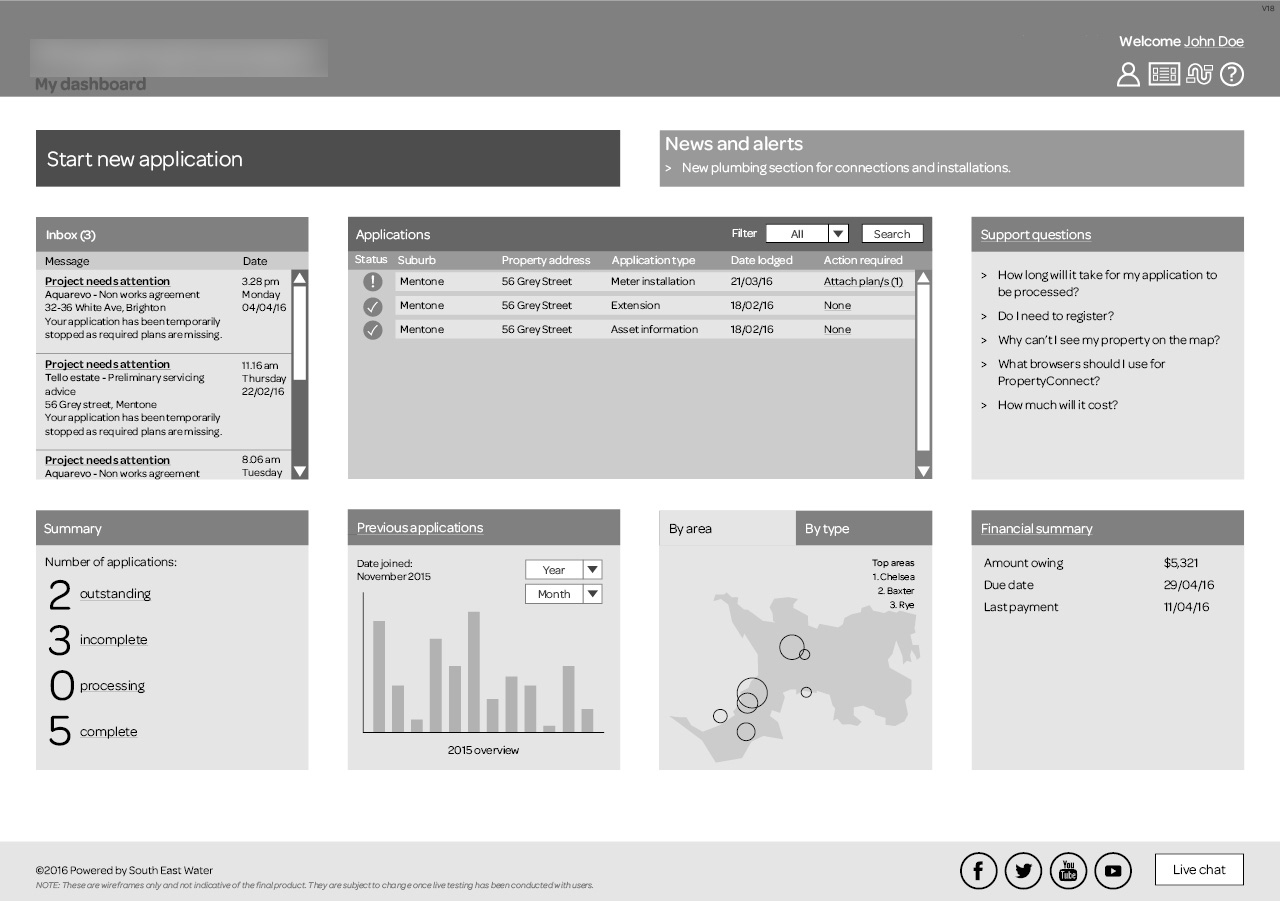 V18
Welcome John Doe
My dashboard
Start new application
News and alerts
> New plumbing section for connections and installations.
Inbox (3)
Message Date
Project needs attention 3.28 pm
Aquarevo - Non works agreement Monday
32-36 White Ave, Brighton 04/04/16
Your application has been temporarily
stopped as required plans are missing.
Project needs attention 11.16 am
Tello estate - Preliminary servicing Thursday
advice 22/02/16
56 Grey street, Mentone
Your application has been temporarily
stopped as required plans are missing.
Project needs attention 8.06 am
Aquarevo - Non works agreement Tuesday
Applications Filter All Search
Status Suburb Property address Application type Date lodged Action required
! Mentone 56 Grey Street Meter installation 21/03/16 Attach plan/s (1)
Mentone 56 Grey Street Extension 18/02/16 None
Mentone 56 Grey Street Asset information 18/02/16 None
Support questions
> How long will it take for my application to
be processed?
> Do I need to register?
> Why can't I see my property on the map?
> What browsers should I use for
PropertyConnect?
> How much will it cost?
Summary
Number of applications:
2 outstanding
3 incomplete
0 processing
5 complete
Previous applications
Date joined:
November 2015
Year
Month
2015 overview
By area By type
Top areas
1. Chelsea
2. Baxter
3. Rye
Financial summary
Amount owing $5,321
Due date 29/04/16
Last payment 11/04/16
©2016 Powered by South East Water
NOTE: These are wireframes only and not indicative of the final product. They are subject to change once live testing has been conducted with users.
You
Tube
Live chat